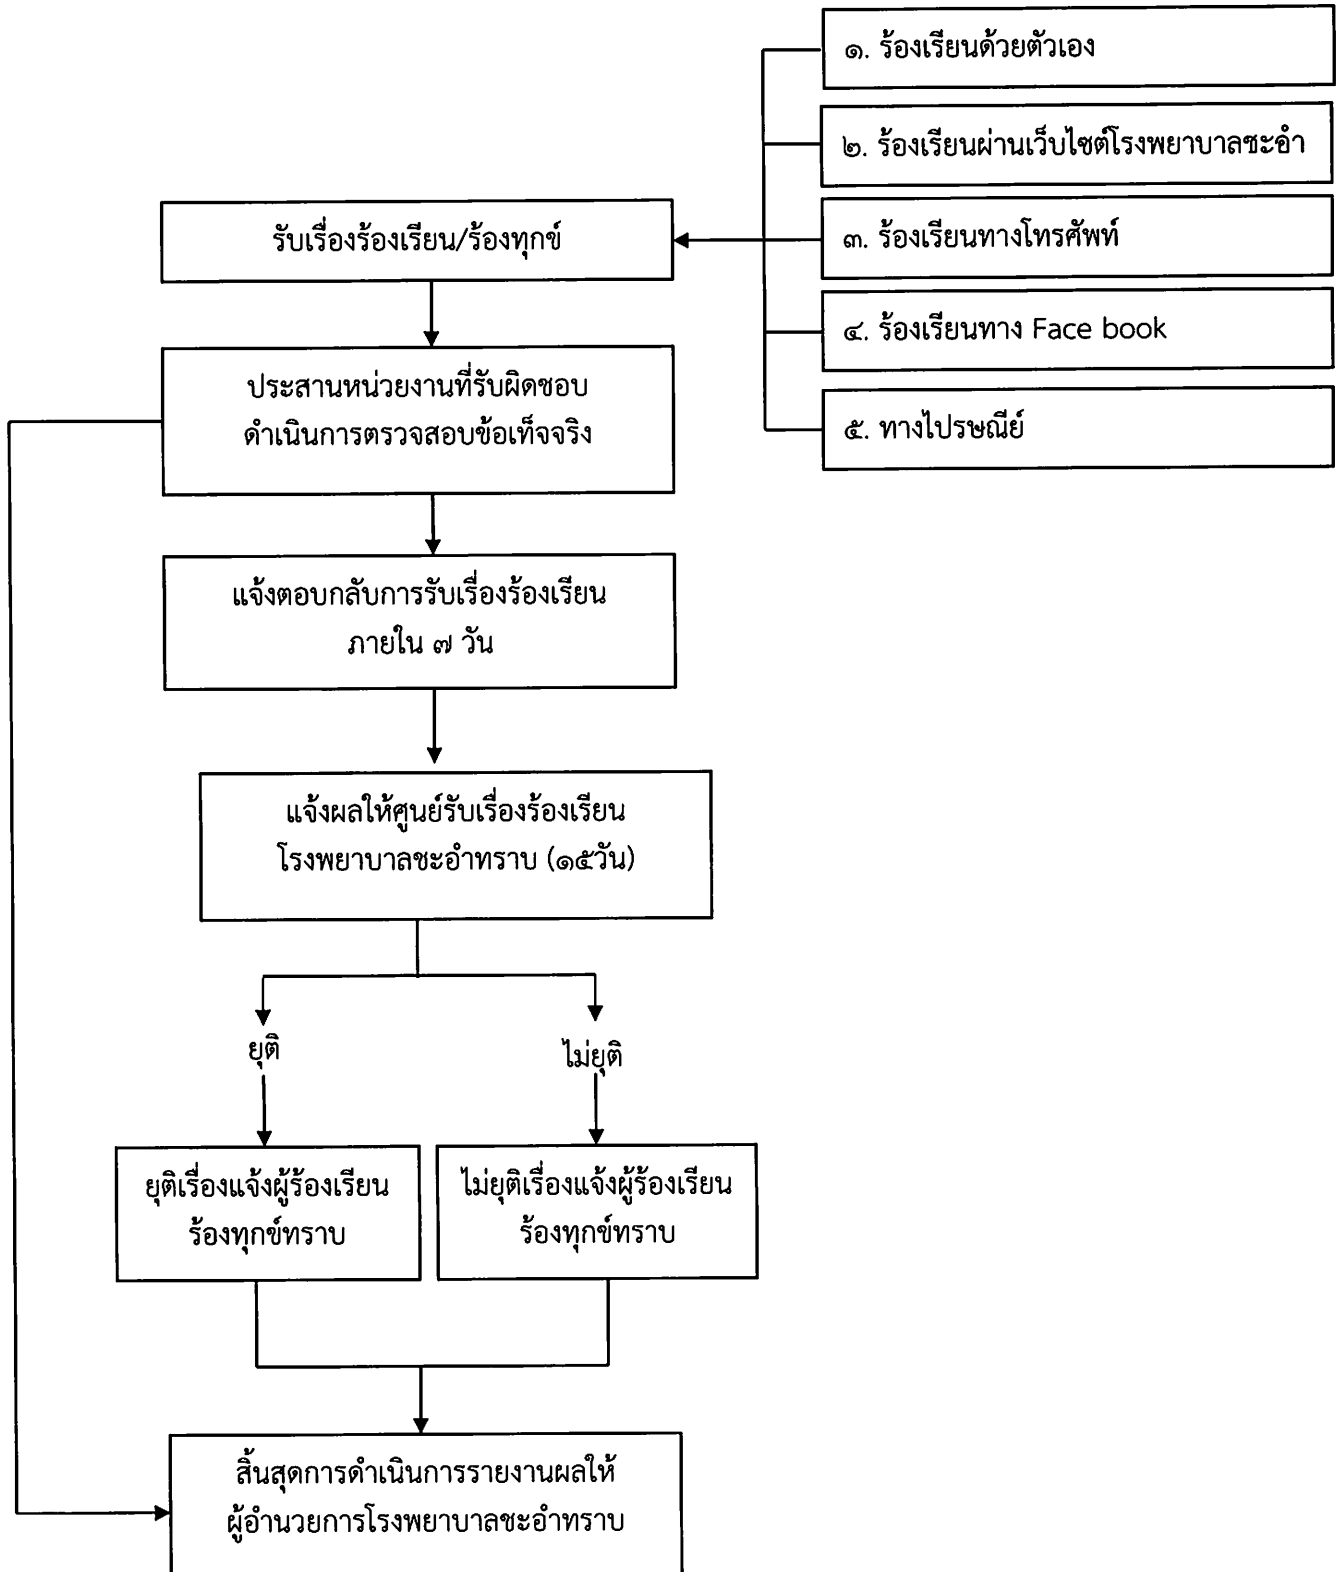 ๑. ร้องเรียนด้วยตัวเอง
๒. ร้องเรียนผ่านเว็บไซต์โรงพยาบาลชะอำ
๓. ร้องเรียนทางโทรศัพท์
๔. ร้องเรียนทาง Face book
๕. ทางไปรษณีย์
รับเรื่องร้องเรียน/ร้องทุกข์
ประสานหน่วยงานที่รับผิดชอบ
ดำเนินการตรวจสอบข้อเท็จจริง
แจ้งตอบกลับการรับเรื่องร้องเรียน
ภายใน ๗ วัน
แจ้งผลให้ศูนย์รับเรื่องร้องเรียน
โรงพยาบาลชะอำทราบ (๑๕วัน)
ยุติ
ไม่ยุติ
ยุติเรื่องแจ้งผู้ร้องเรียน
ร้องทุกข์ทราบ
ไม่ยุติเรื่องแจ้งผู้ร้องเรียน
ร้องทุกข์ทราบ
สิ้นสุดการดำเนินการรายงานผลให้
ผู้อำนวยการโรงพยาบาลชะอำทราบ